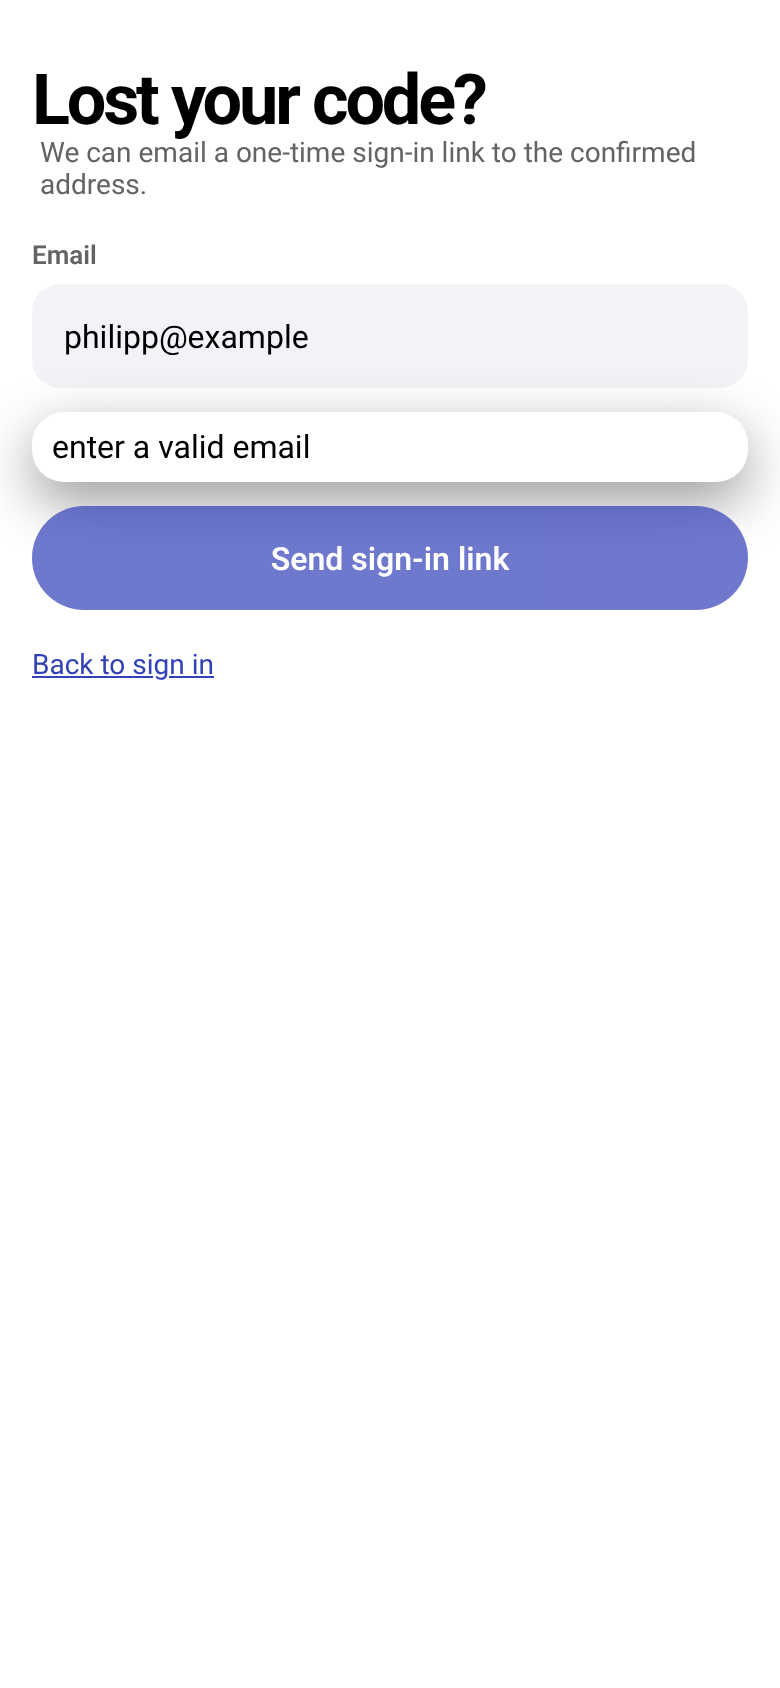 Lost your code?
We can email a one-time sign-in link to the confirmed
address.
Email
philipp@example
enter a valid email
Send sign-in link
Back to sign in